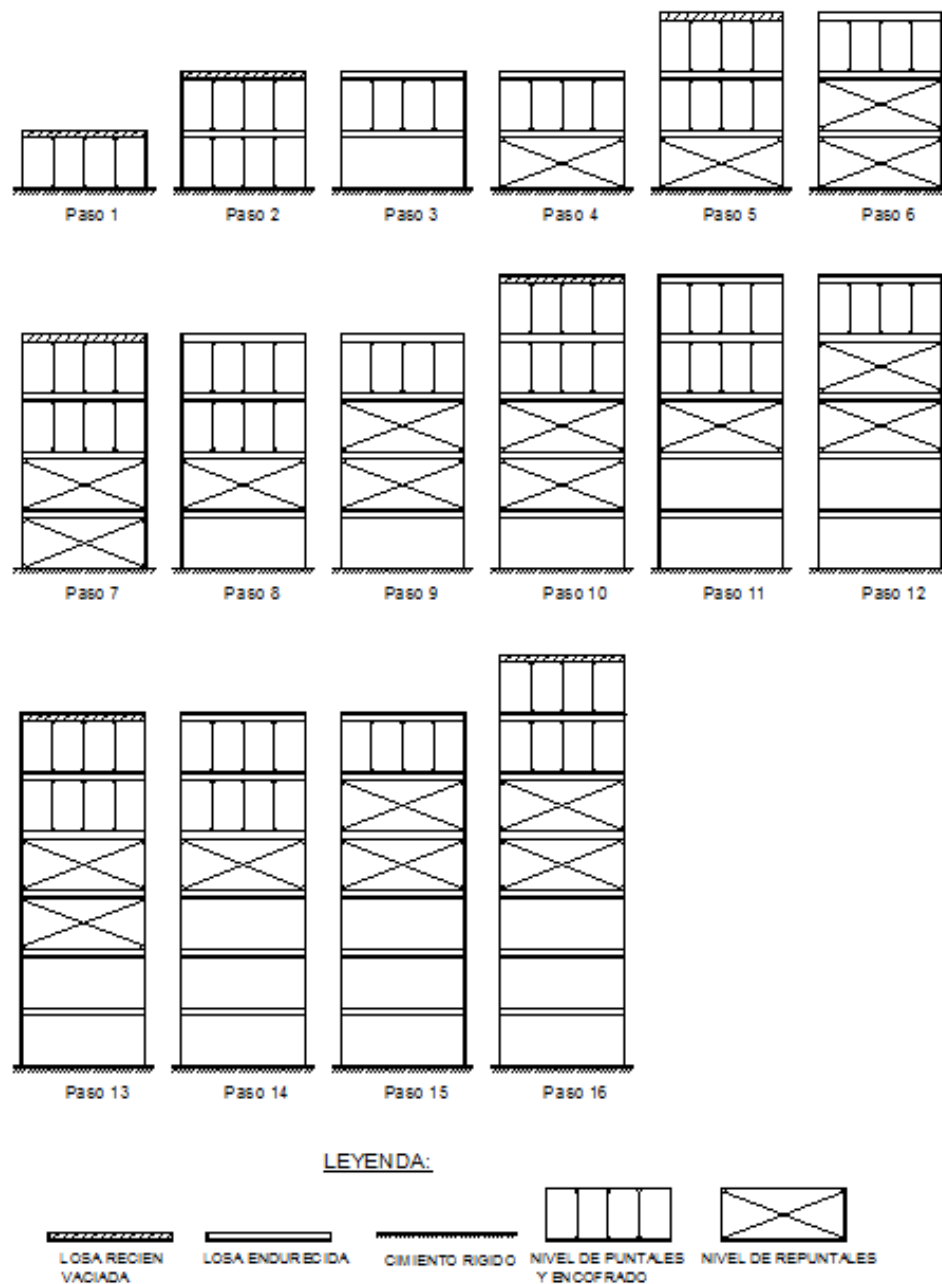 Paso 1
Paso 2
Paso 3
Paso 4
Paso 5
Paso 6
Paso 7
Paso 8
Paso 9
Paso 10
Paso 11
Paso 12
Paso 13
Paso 14
Paso 15
Paso 16
LEYENDA:
LOSA RECIEN
VACIADA
LOSA ENDURECIDA
CIMIENTO RIGIDO
NIVEL DE PUNTALES
Y ENCOFRADO
NIVEL DE REPUNTALES